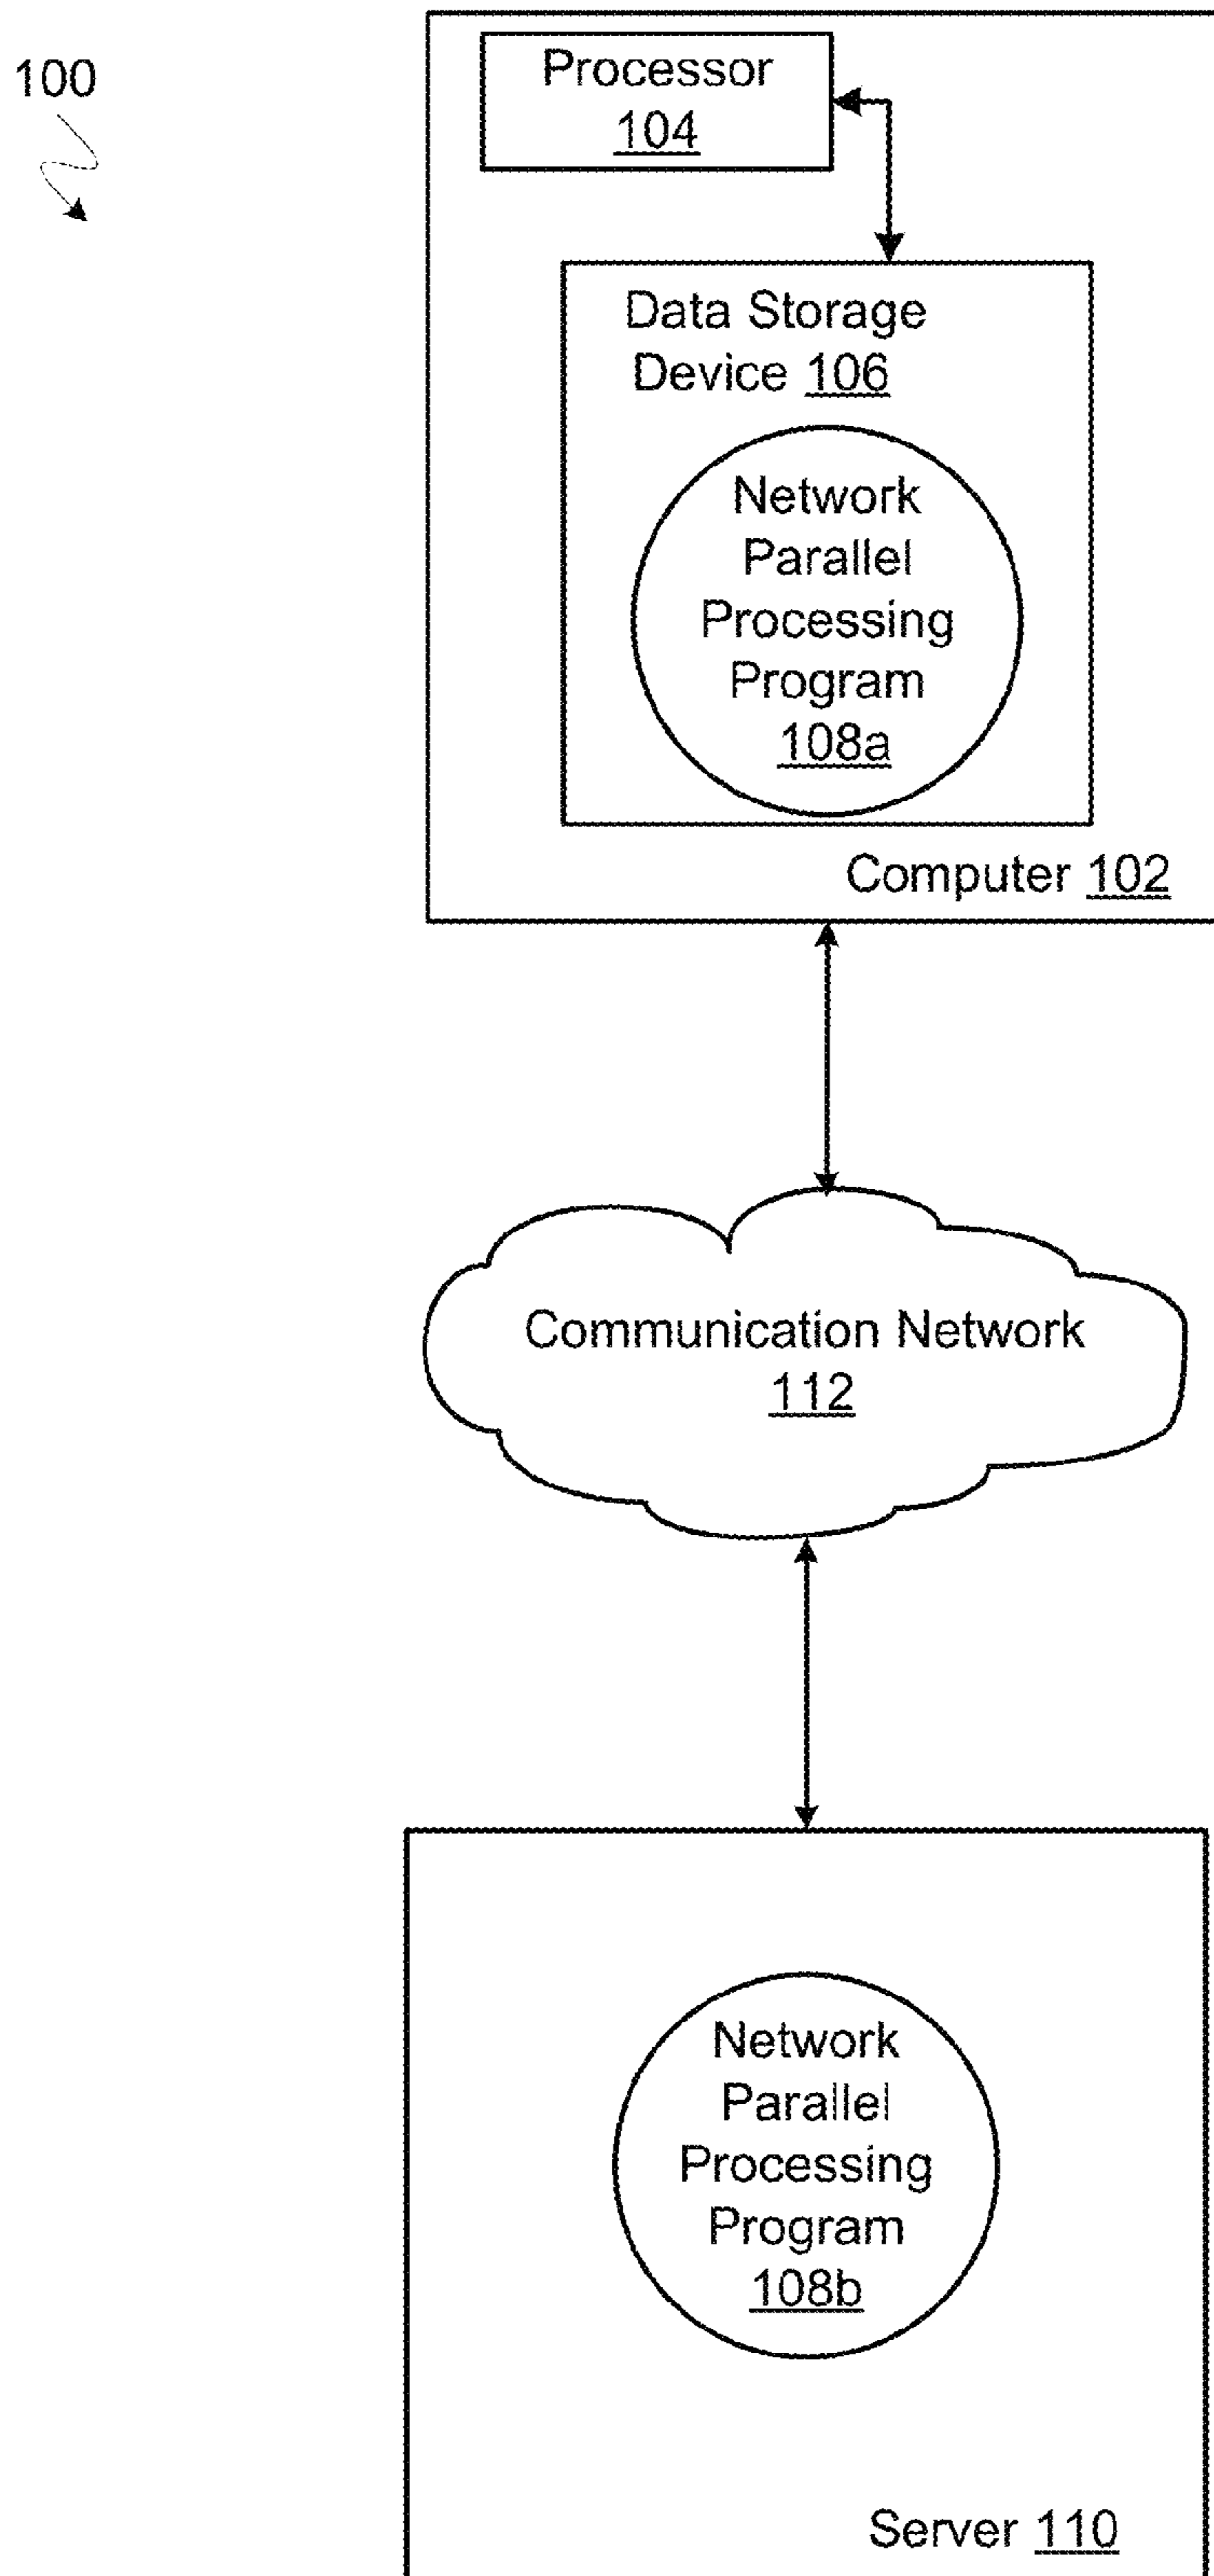 100
Processor
104
Data Storage
Device 106
Network
Parallel
Processing
Program
108a
Computer 102
Communication Network
112
Network
Parallel
Processing
Program
108b
Server 110